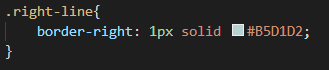 .right-line{
    border-right: 1px solid #B5D1D2;
}